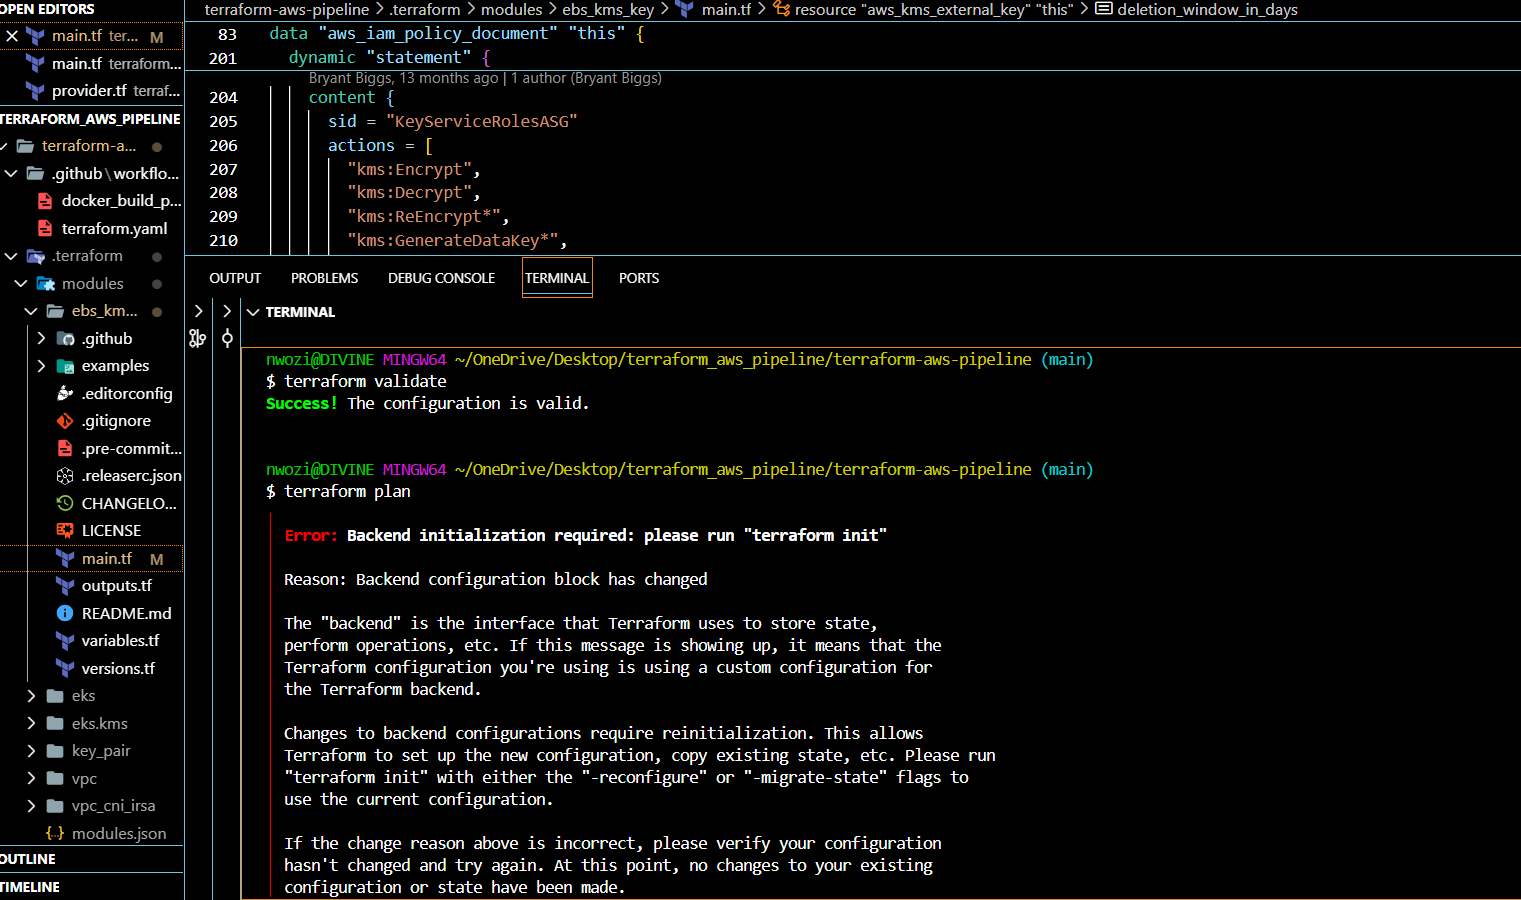 OPEN EDITORS
main.tf ter... M
main.tf terraform...
provider.tf terraf...
TERRAFORM_AWS_PIPELINE
terraform-a...
.github\workflo...
docker_build_p...
terraform.yaml
.terraform
modules
ebs_km...
.github
examples
.editorconfig
.gitignore
.pre-commit...
.releaserc.json
CHANGELO...
LICENSE
main.tf M
outputs.tf
README.md
variables.tf
versions.tf
eks
eks.kms
key_pair
vpc
vpc_cni_irsa
modules.json
OUTLINE
TIMELINE
terraform-aws-pipeline > .terraform > modules > ebs_kms_key > main.tf > resource "aws_kms_external_key" "this" > deletion_window_in_days
83 data "aws_iam_policy_document" "this" {
201 dynamic "statement" {
Bryant Biggs, 13 months ago | 1 author (Bryant Biggs)
204 content {
205 sid = "KeyServiceRolesASG"
206 actions = [
207 "kms:Encrypt",
208 "kms:Decrypt",
209 "kms:ReEncrypt*",
210 "kms:GenerateDataKey*",
OUTPUT PROBLEMS DEBUG CONSOLE TERMINAL PORTS
TERMINAL
nwozi@DIVINE MINGW64 ~/OneDrive/Desktop/terraform_aws_pipeline/terraform-aws-pipeline (main)
$ terraform validate
Success! The configuration is valid.
nwozi@DIVINE MINGW64 ~/OneDrive/Desktop/terraform_aws_pipeline/terraform-aws-pipeline (main)
$ terraform plan
Error: Backend initialization required: please run "terraform init"
Reason: Backend configuration block has changed
The "backend" is the interface that Terraform uses to store state,
perform operations, etc. If this message is showing up, it means that the
Terraform configuration you're using is using a custom configuration for
the Terraform backend.
Changes to backend configurations require reinitialization. This allows
Terraform to set up the new configuration, copy existing state, etc. Please run
"terraform init" with either the "-reconfigure" or "-migrate-state" flags to
use the current configuration.
If the change reason above is incorrect, please verify your configuration
hasn't changed and try again. At this point, no changes to your existing
configuration or state have been made.